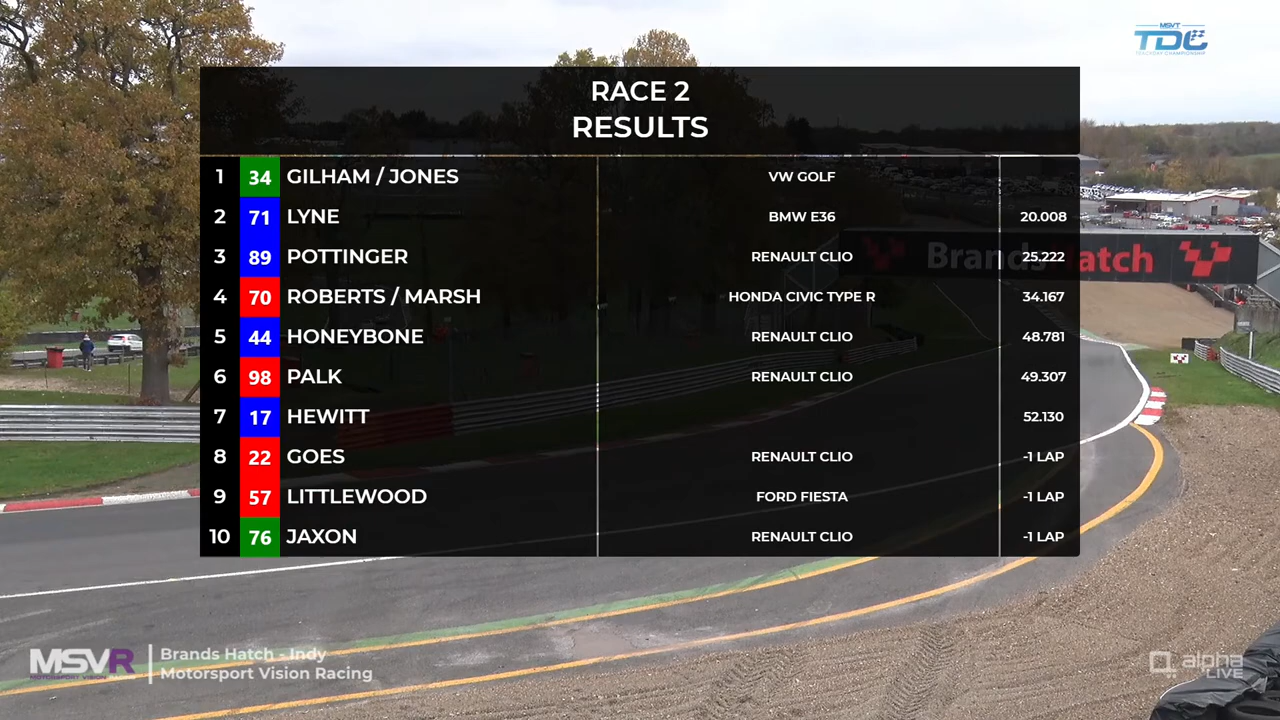 MSVT
TDC
RACE 2
RESULTS
1 34 GILHAM / JONES VW GOLF
2 71 LYNE BMW E36 20.008
3 89 POTTINGER RENAULT CLIO 25.222
4 70 ROBERTS / MARSH HONDA CIVIC TYPE R 34.167
5 44 HONEYBONE RENAULT CLIO 48.781
6 98 PALK RENAULT CLIO 49.307
7 17 HEWITT 52.130
8 22 GOES RENAULT CLIO -1 LAP
9 57 LITTLEWOOD FORD FIESTA -1 LAP
10 76 JAXON RENAULT CLIO -1 LAP
Brands Hatch
MSVR
MOTORSPORT VISION RACING
Brands Hatch - Indy
Motorsport Vision Racing
alpha
LIVE